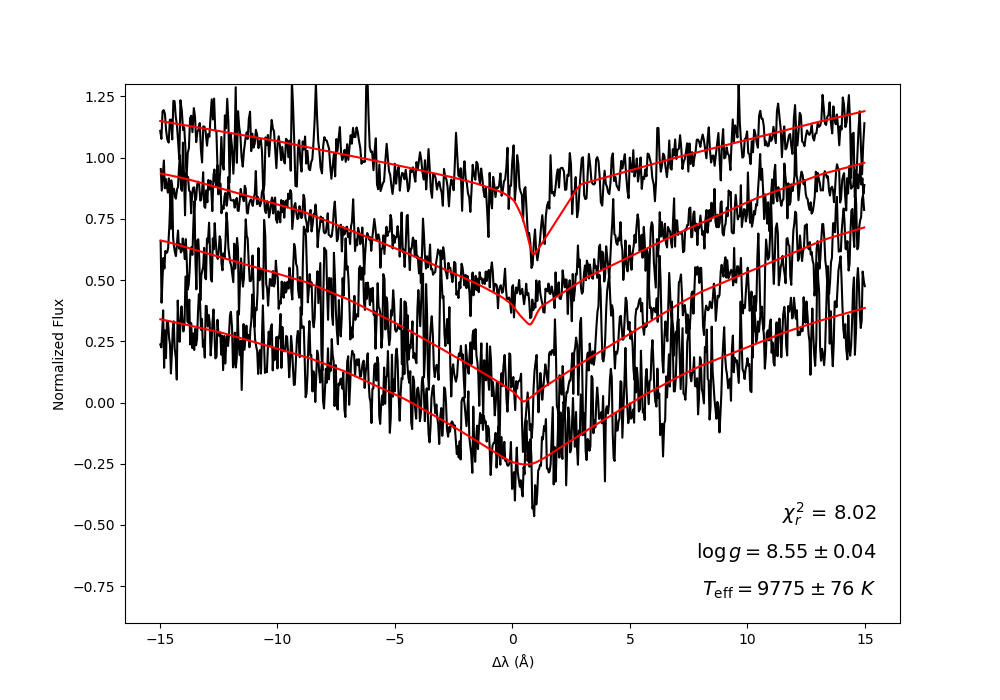 1.25
1.00
0.75
0.50
0.25
0.00
−0.25
−0.50
−0.75
Normalized Flux
χ²ᵣ = 8.02
log g = 8.55 ± 0.04
T_eff = 9775 ± 76 K
−15 −10 −5 0 5 10 15
Δλ (Å)